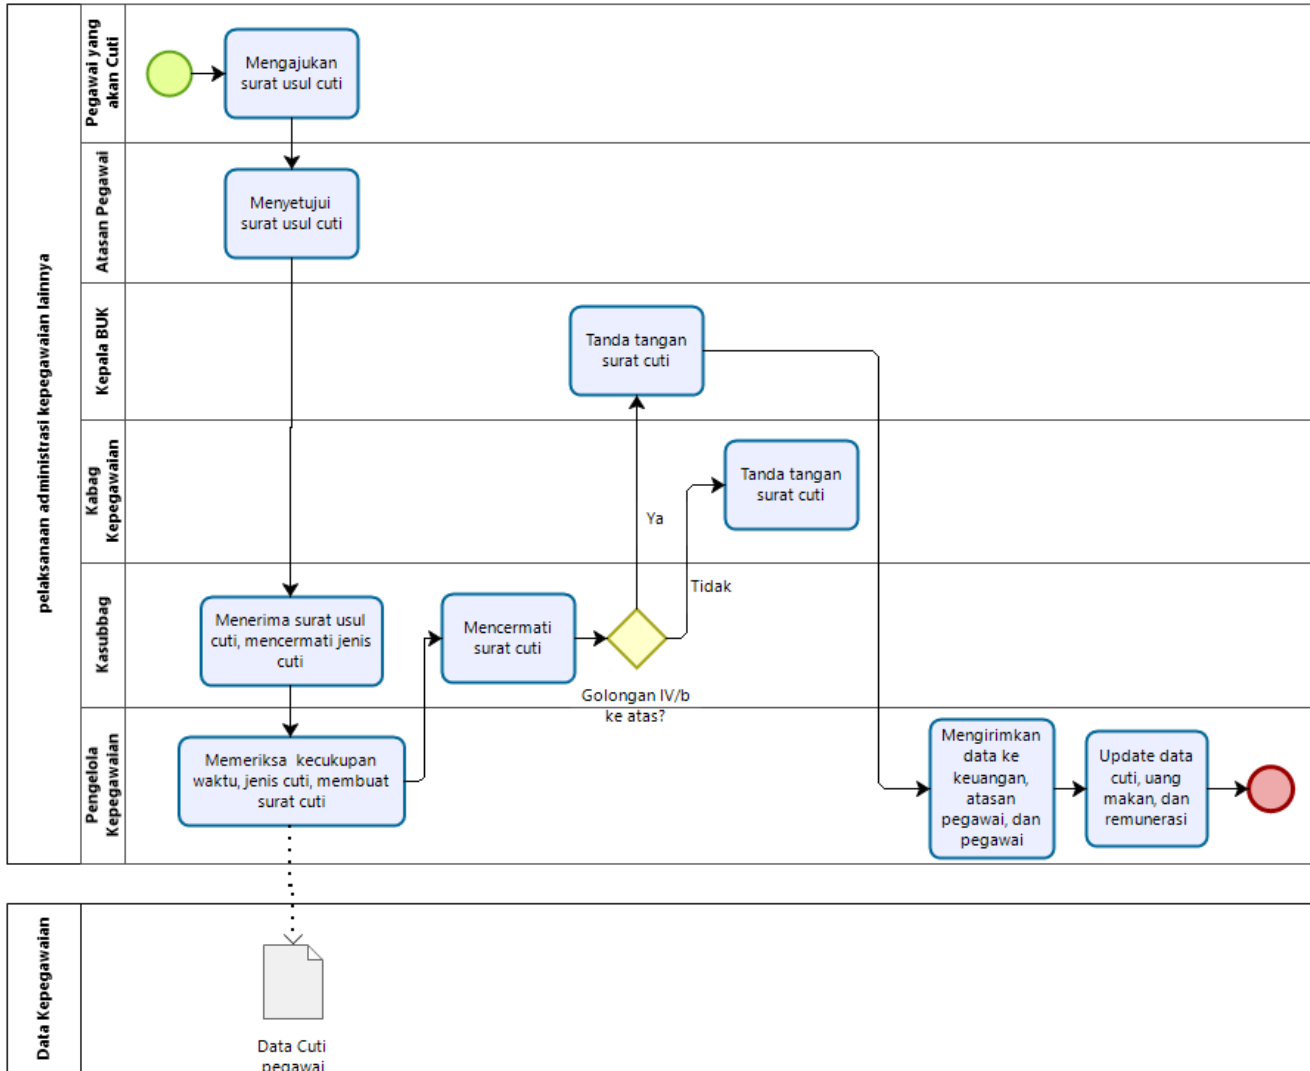 pelaksanaan administrasi kepegawaian lainnya
Pegawai yang
akan Cuti
Mengajukan
surat usul cuti
Atasan Pegawai
Menyetujui
surat usul cuti
Kepala BUK
Tanda tangan
surat cuti
Kabag
Kepegawaian
Tanda tangan
surat cuti
Ya
Tidak
Kasubbag
Menerima surat usul
cuti, mencermati jenis
cuti
Mencermati
surat cuti
Golongan IV/b
ke atas?
Pengelola
Kepegawaian
Memeriksa kecukupan
waktu, jenis cuti, membuat
surat cuti
Mengirimkan
data ke
keuangan,
atasan
pegawai, dan
pegawai
Update data
cuti, uang
makan, dan
remunerasi
Data Kepegawaian
Data Cuti
pegawai